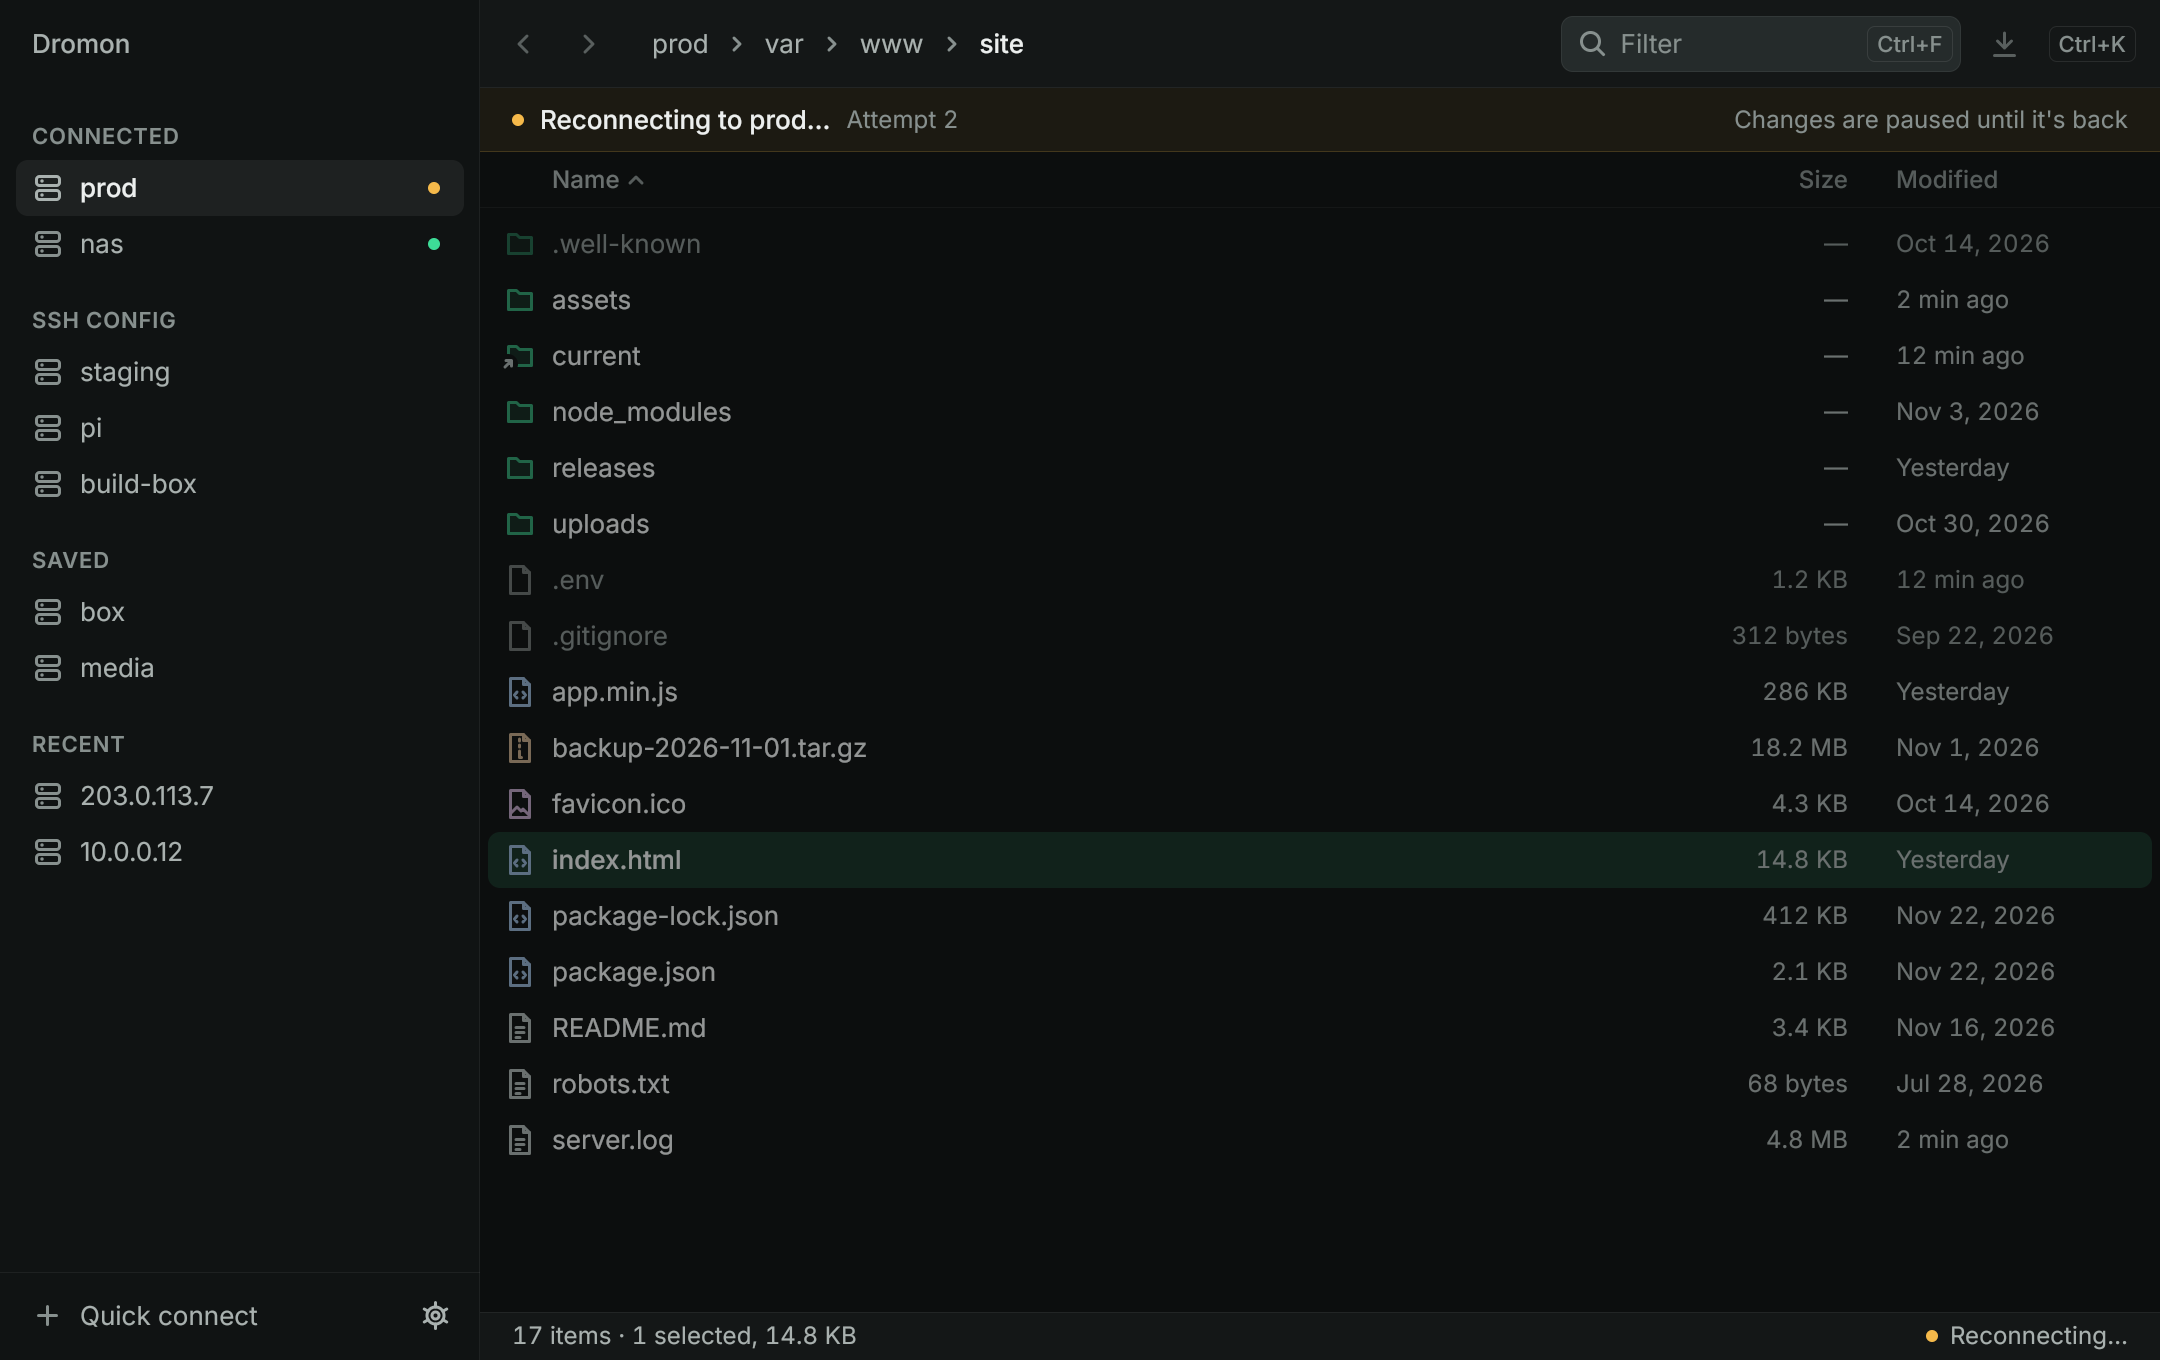 Dromon
CONNECTED
prod
nas
SSH CONFIG
staging
pi
build-box
SAVED
box
media
RECENT
203.0.113.7
10.0.0.12
Quick connect
prod var www site
Filter Ctrl+F Ctrl+K
Reconnecting to prod... Attempt 2 Changes are paused until it's back
Name Size Modified
.well-known — Oct 14, 2026
assets — 2 min ago
current — 12 min ago
node_modules — Nov 3, 2026
releases — Yesterday
uploads — Oct 30, 2026
.env 1.2 KB 12 min ago
.gitignore 312 bytes Sep 22, 2026
app.min.js 286 KB Yesterday
backup-2026-11-01.tar.gz 18.2 MB Nov 1, 2026
favicon.ico 4.3 KB Oct 14, 2026
index.html 14.8 KB Yesterday
package-lock.json 412 KB Nov 22, 2026
package.json 2.1 KB Nov 22, 2026
README.md 3.4 KB Nov 16, 2026
robots.txt 68 bytes Jul 28, 2026
server.log 4.8 MB 2 min ago
17 items · 1 selected, 14.8 KB Reconnecting...